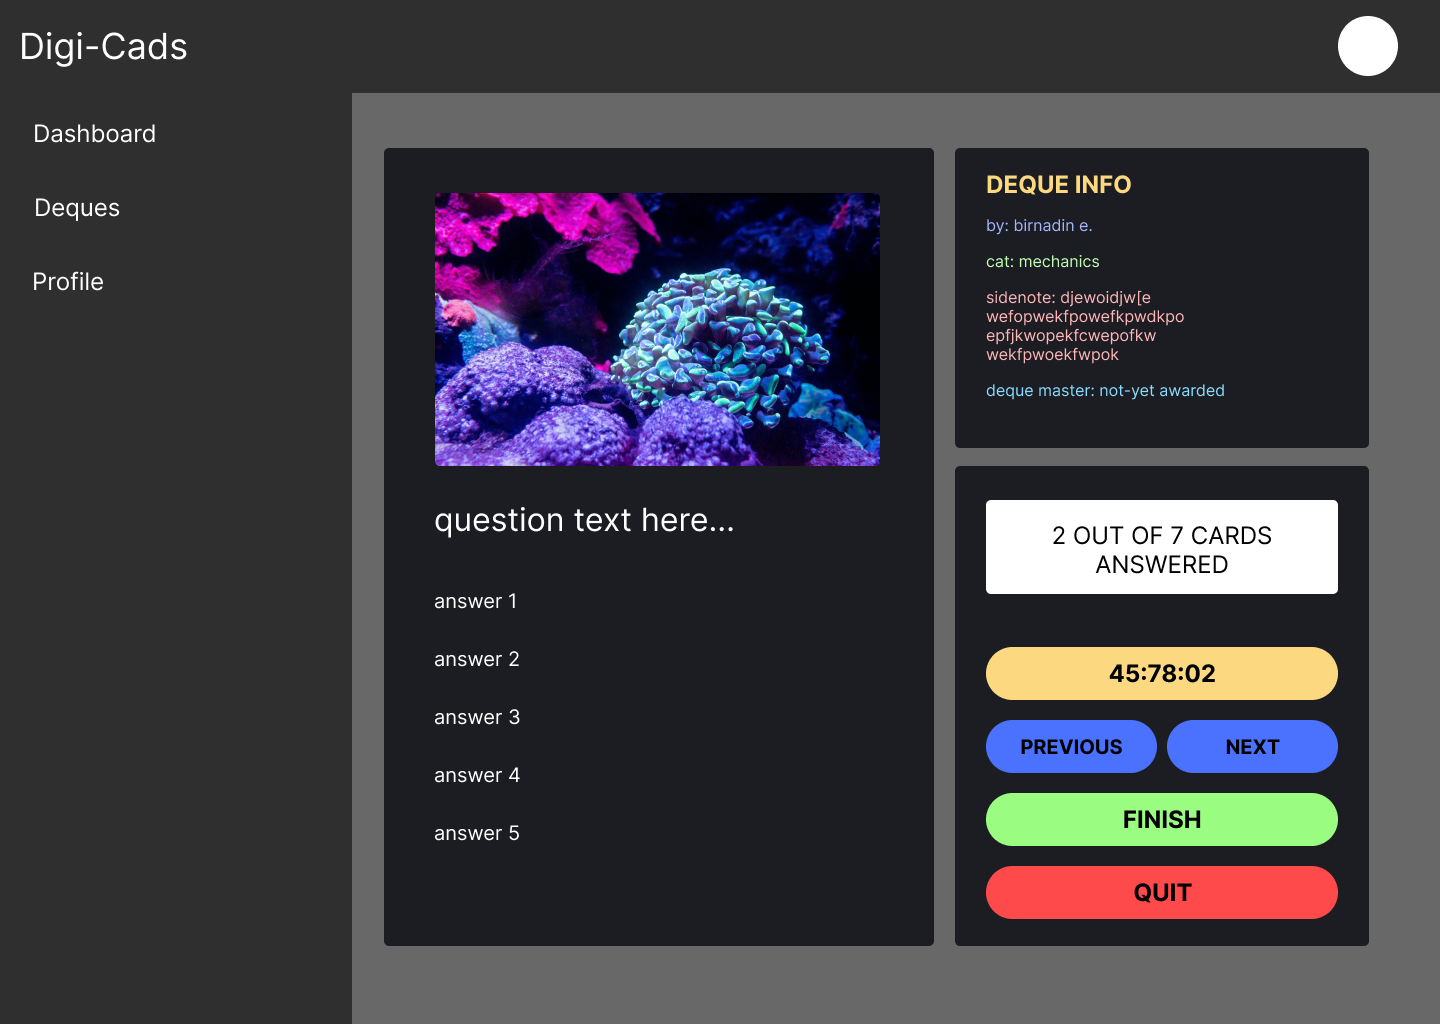 Digi-Cads
Dashboard
Deques
Profile
question text here...
answer 1
answer 2
answer 3
answer 4
answer 5
DEQUE INFO
by: birnadin e.
cat: mechanics
sidenote: djewoidjw[e
wefopwekfpowefkpwdkpo
epfjkwopekfcwepofkw
wekfpwoekfwpok
deque master: not-yet awarded
2 OUT OF 7 CARDS
ANSWERED
45:78:02
PREVIOUS NEXT
FINISH
QUIT